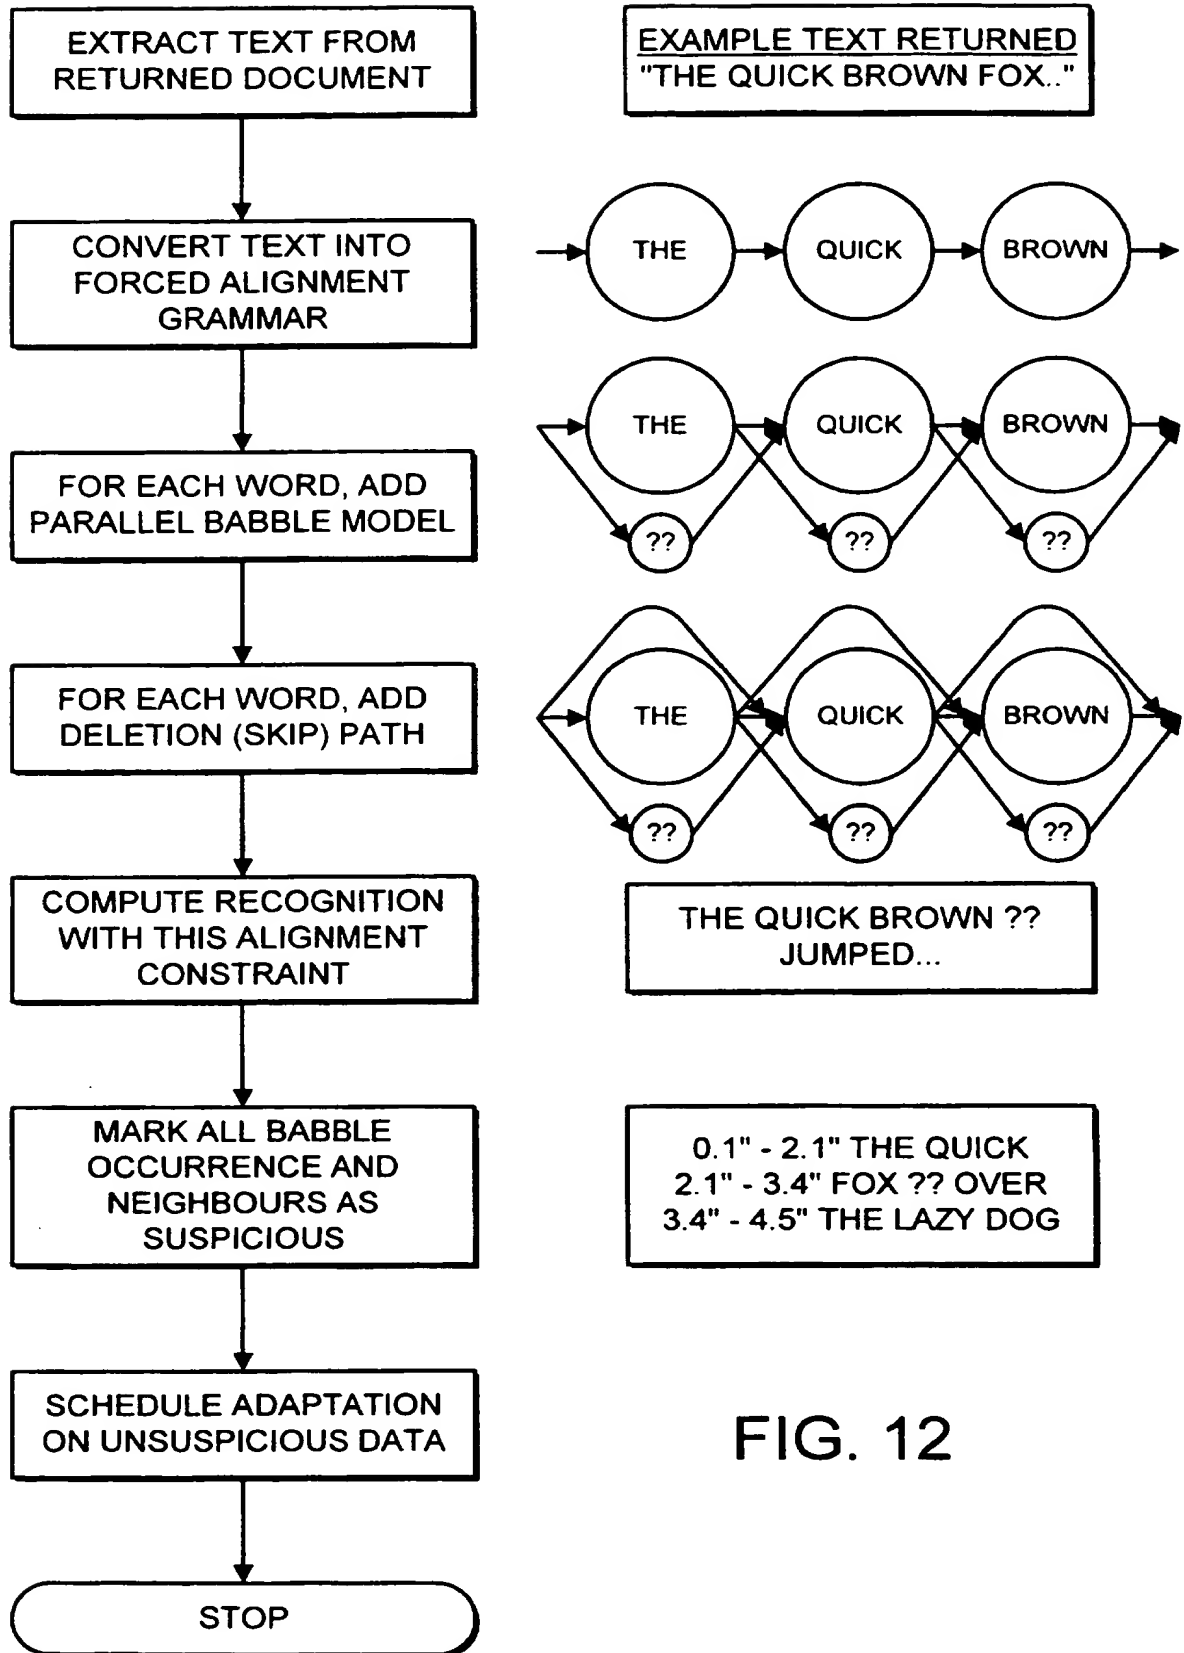 EXTRACT TEXT FROM
RETURNED DOCUMENT
EXAMPLE TEXT RETURNED
"THE QUICK BROWN FOX.."
CONVERT TEXT INTO
FORCED ALIGNMENT
GRAMMAR
THE QUICK BROWN
FOR EACH WORD, ADD
PARALLEL BABBLE MODEL
THE QUICK BROWN
?? ?? ??
FOR EACH WORD, ADD
DELETION (SKIP) PATH
THE QUICK BROWN
?? ?? ??
COMPUTE RECOGNITION
WITH THIS ALIGNMENT
CONSTRAINT
THE QUICK BROWN ??
JUMPED...
MARK ALL BABBLE
OCCURRENCE AND
NEIGHBOURS AS
SUSPICIOUS
0.1" - 2.1" THE QUICK
2.1" - 3.4" FOX ?? OVER
3.4" - 4.5" THE LAZY DOG
SCHEDULE ADAPTATION
ON UNSUSPICIOUS DATA
FIG. 12
STOP